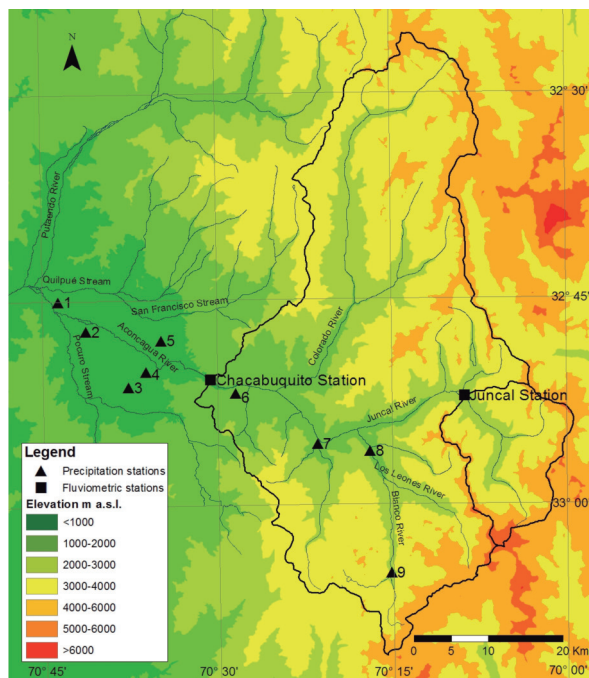 N
32° 30'
Putaendo River
Quilpué Stream
San Francisco Stream
32° 45'
1
2
Aconcagua River
5
Pocuro Stream
4
3
Colorado River
Chacabuquito Station
6
Juncal River
Juncal Station
7
8
Los Leones River
Blanco River
9
33° 00'
Legend
Precipitation stations
Fluviometric stations
Elevation m a.s.l.
<1000
1000-2000
2000-3000
3000-4000
4000-6000
5000-6000
>6000
0 5 10 20 Km
70° 45' 70° 30' 70° 15' 70° 00'